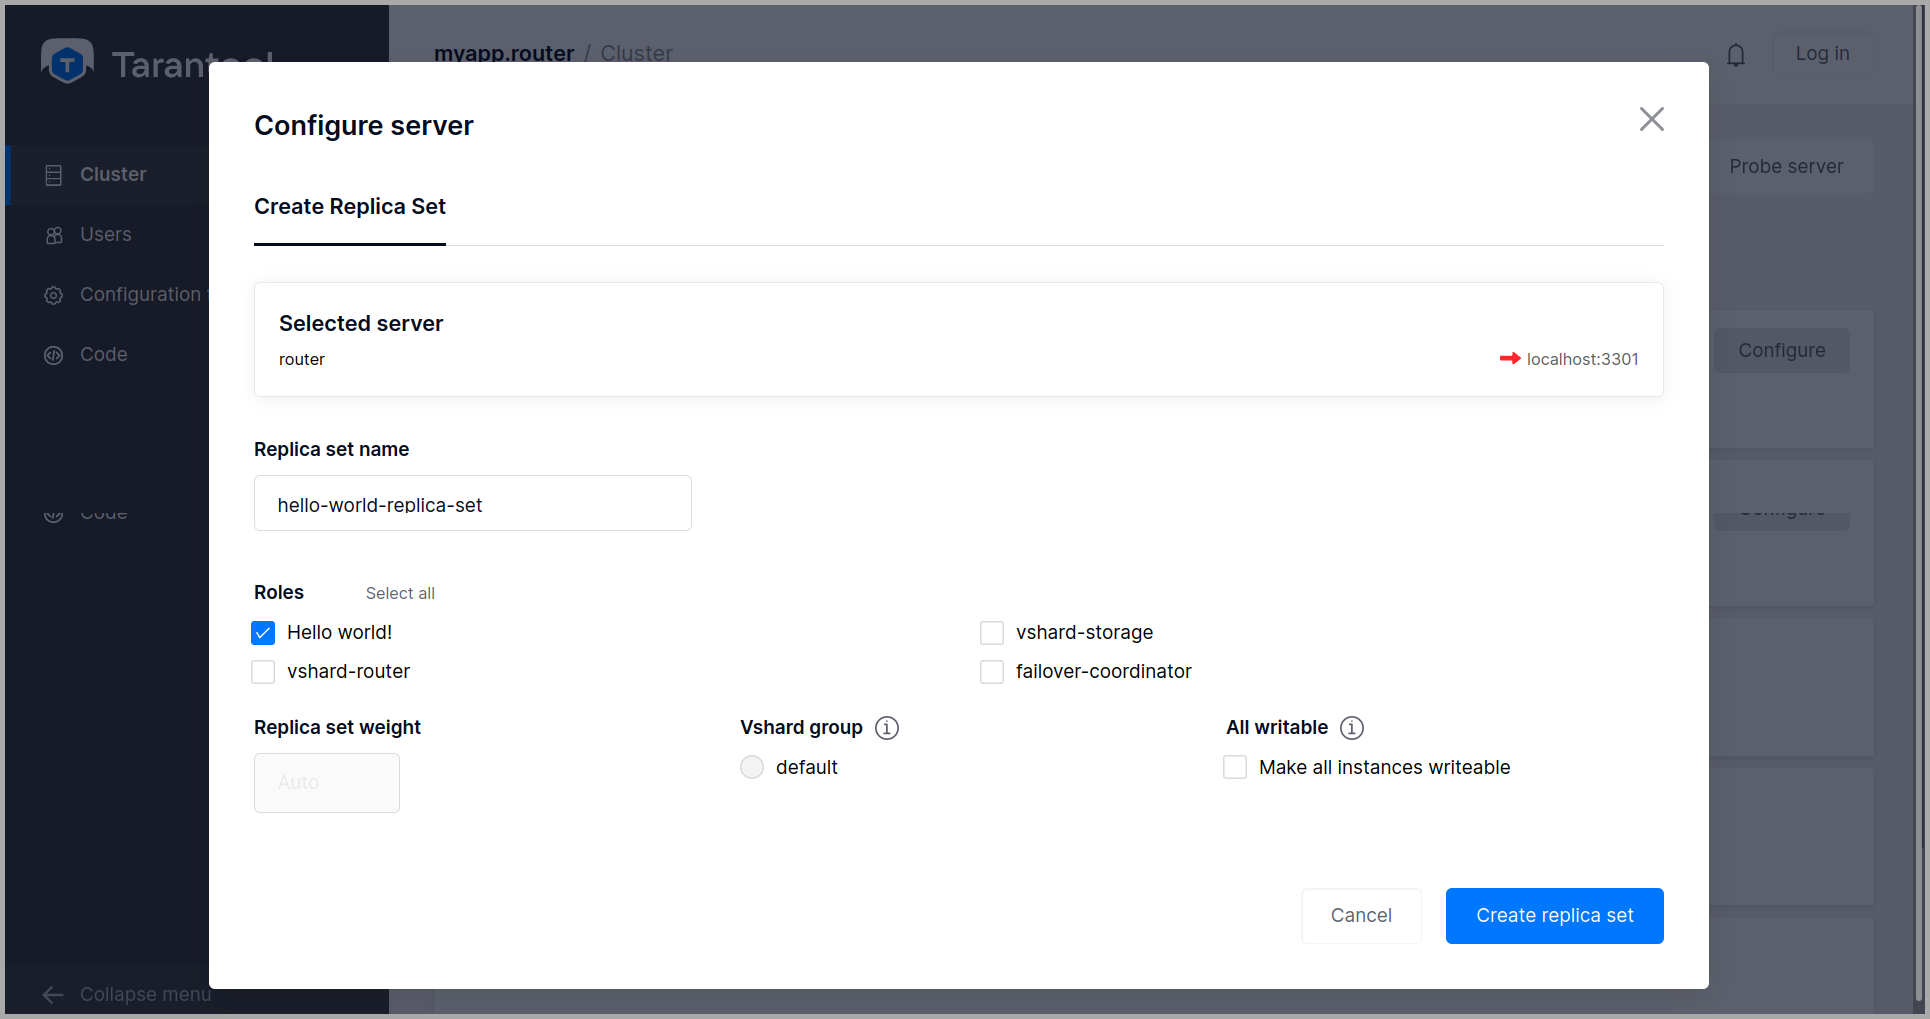 Tarantool
myapp.router / Cluster
Log in
Configure server
Cluster
Probe server
Create Replica Set
Users
Configuration
Selected server
Configure
Code
router
localhost:3301
Replica set name
hello-world-replica-set
Code
Configure
Roles
Select all
Hello world!
vshard-storage
vshard-router
failover-coordinator
Replica set weight
Vshard group
All writable
Auto
default
Make all instances writeable
Cancel
Create replica set
Collapse menu